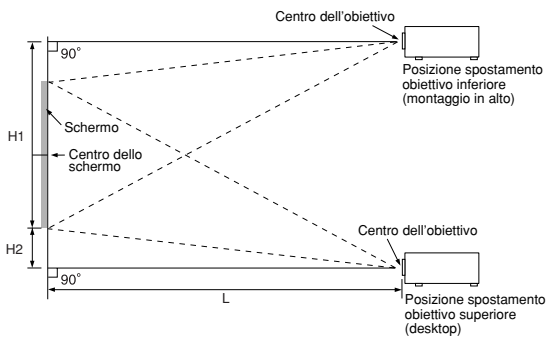 Centro dell'obiettivo
90°
Posizione spostamento
obiettivo inferiore
(montaggio in alto)
Schermo
H1
Centro dello
schermo
Centro dell'obiettivo
H2
90°
L
Posizione spostamento
obiettivo superiore
(desktop)